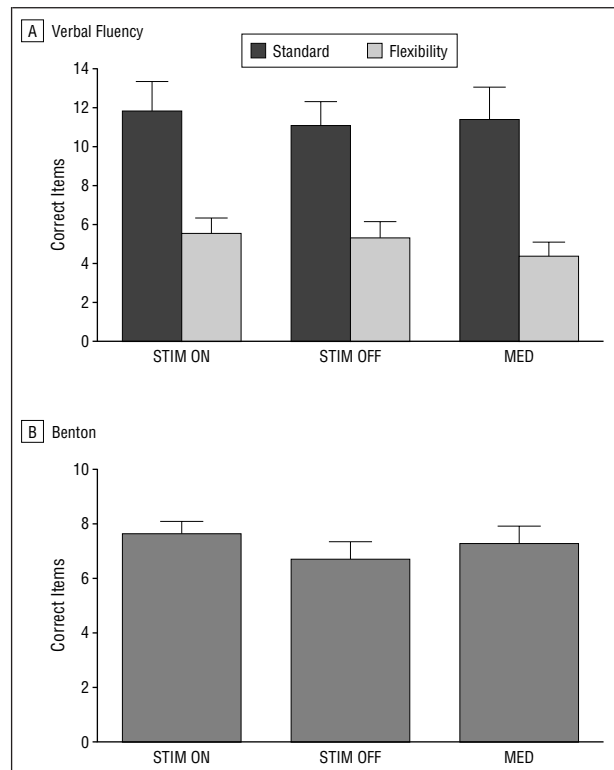 A Verbal Fluency
Standard Flexibility
14
12
10
8
6
4
2
0
Correct Items
STIM ON STIM OFF MED
B Benton
10
8
6
4
2
0
Correct Items
STIM ON STIM OFF MED